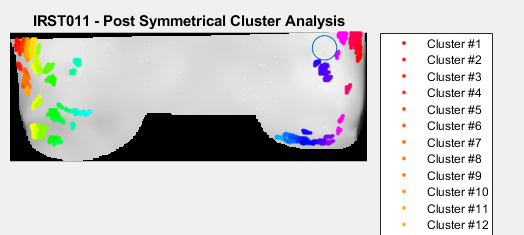 IRST011 - Post Symmetrical Cluster Analysis
Cluster #1
Cluster #2
Cluster #3
Cluster #4
Cluster #5
Cluster #6
Cluster #7
Cluster #8
Cluster #9
Cluster #10
Cluster #11
Cluster #12